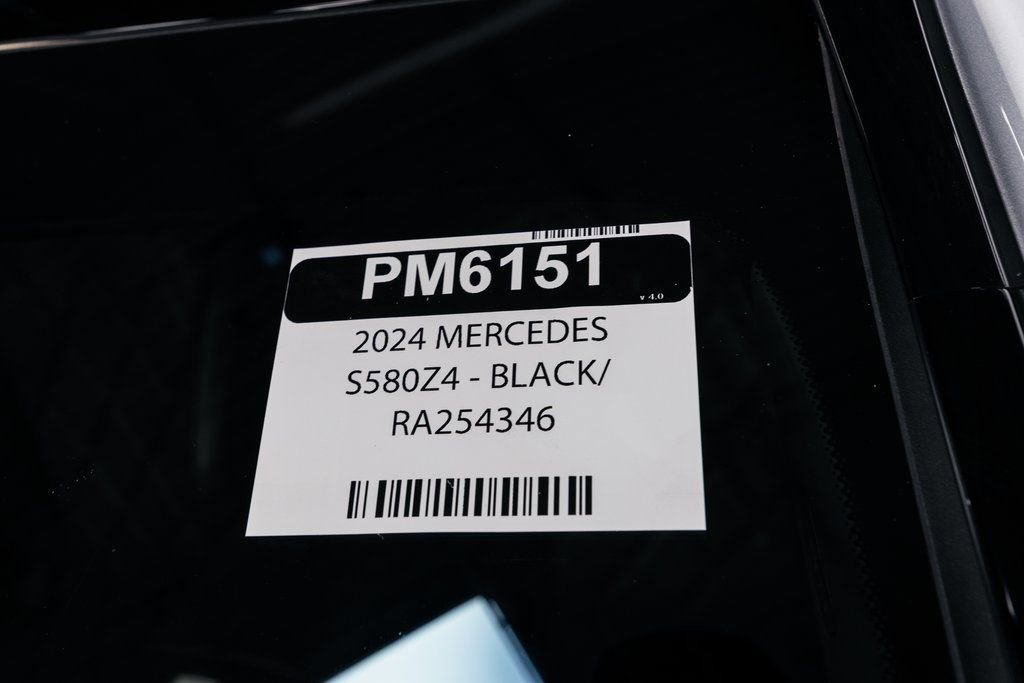 PM6151
v 4.0
2024 MERCEDES
S580Z4 - BLACK/
RA254346